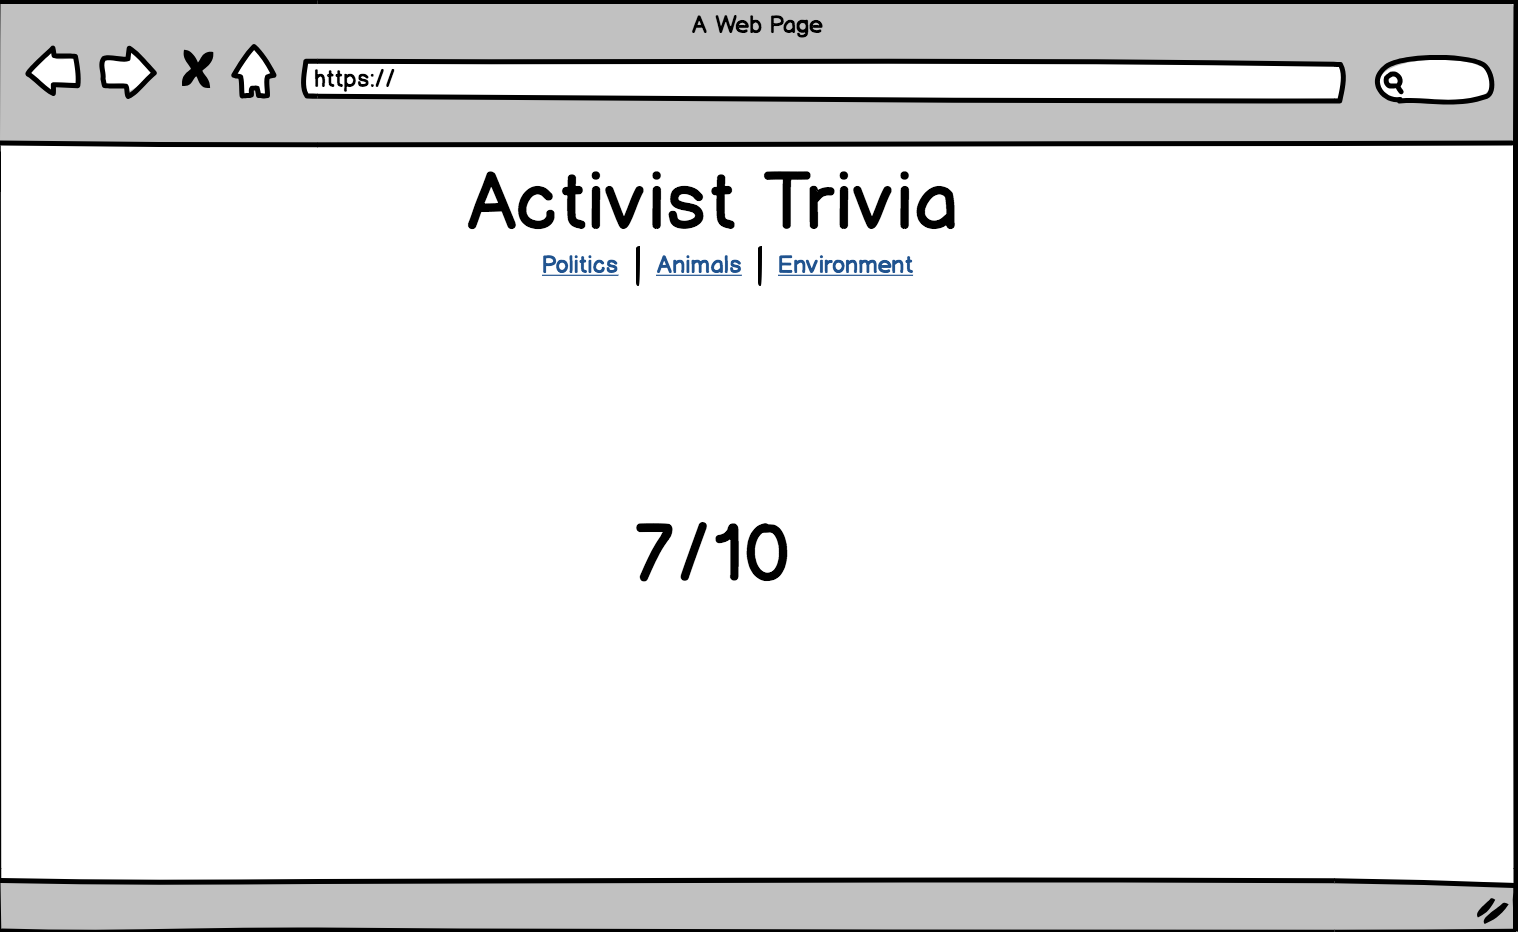 A Web Page
https://
Activist Trivia
Politics | Animals | Environment
7/10